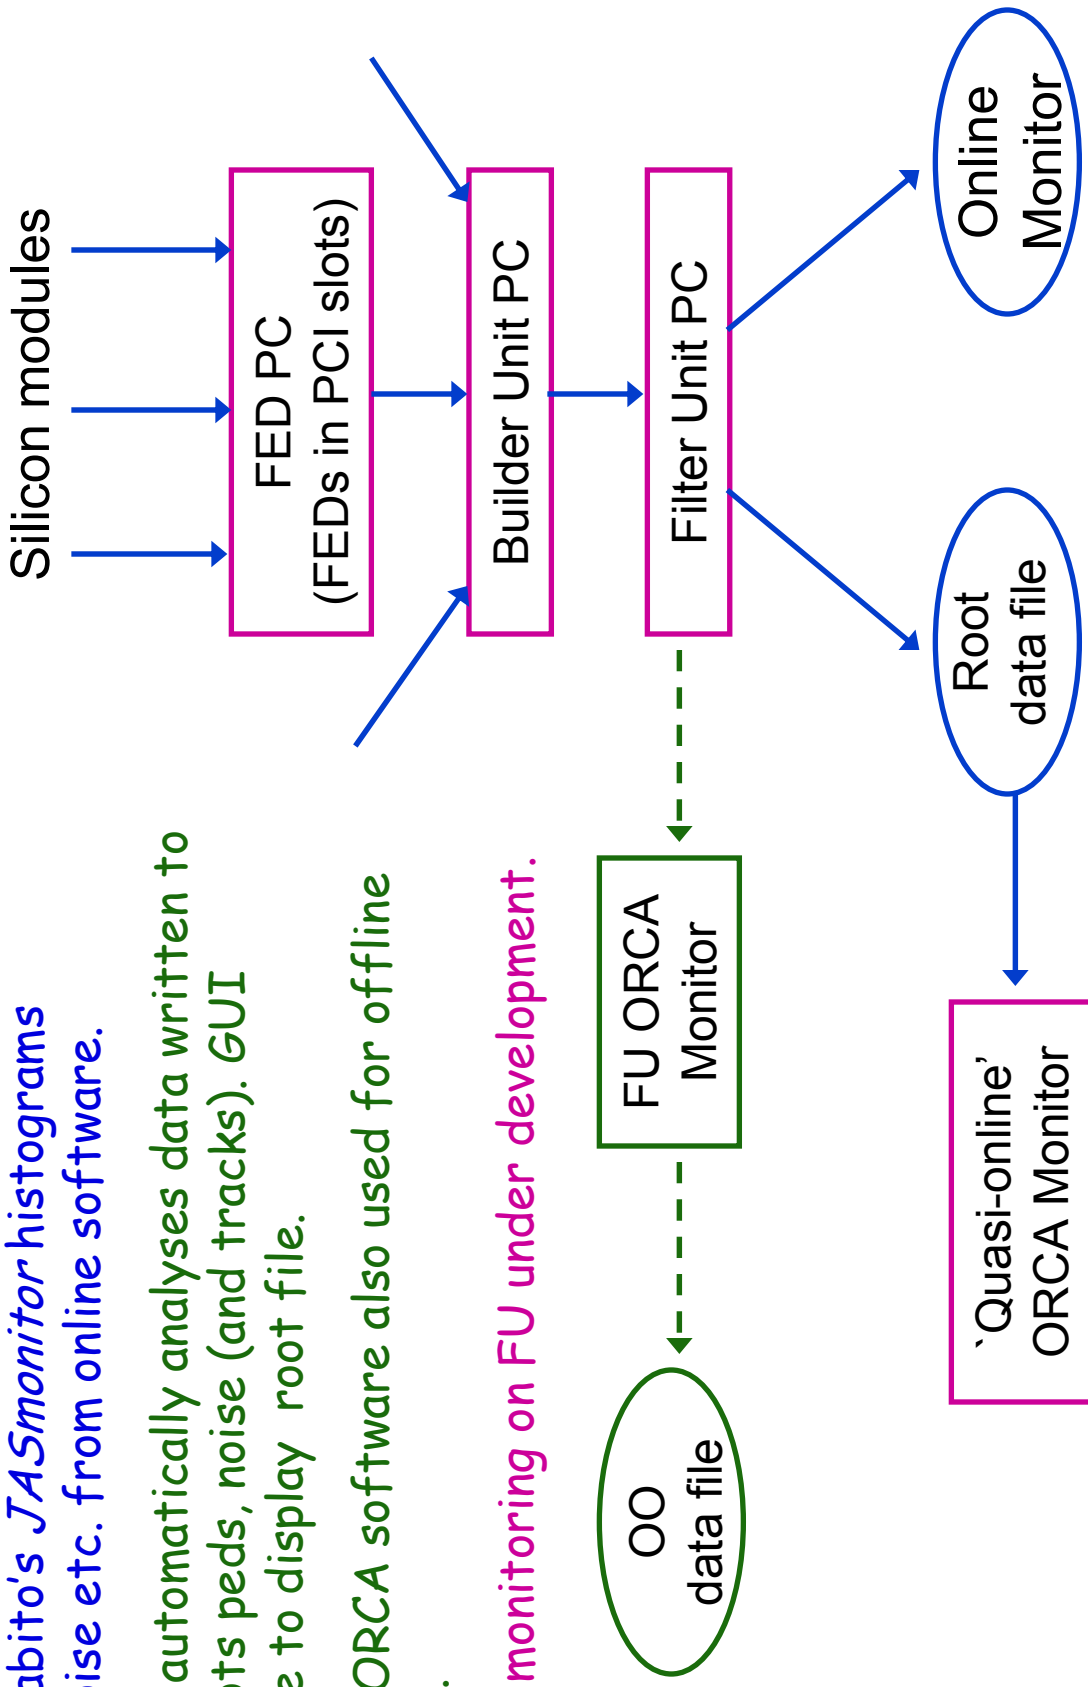 abito's JASmonitor histograms
ise etc. from online software.
automatically analyses data written to
ots peds, noise (and tracks). GUI
e to display root file.
ORCA software also used for offline
.
monitoring on FU under development.
Silicon modules
FED PC
(FEDs in PCI slots)
Builder Unit PC
Filter Unit PC
FU ORCA
Monitor
OO
data file
Root
data file
Online
Monitor
`Quasi-online’
ORCA Monitor